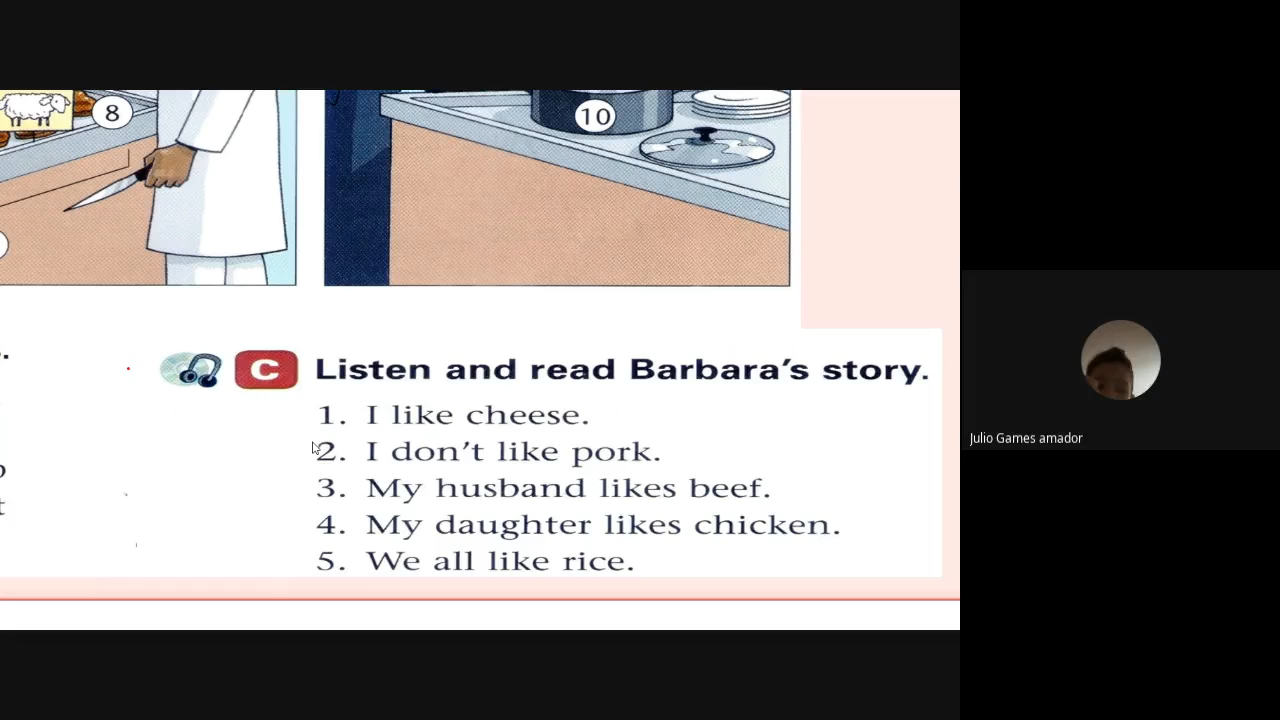 8
10
C Listen and read Barbara's story.
1. I like cheese.
2. I don't like pork.
3. My husband likes beef.
4. My daughter likes chicken.
5. We all like rice.
Julio Games amador